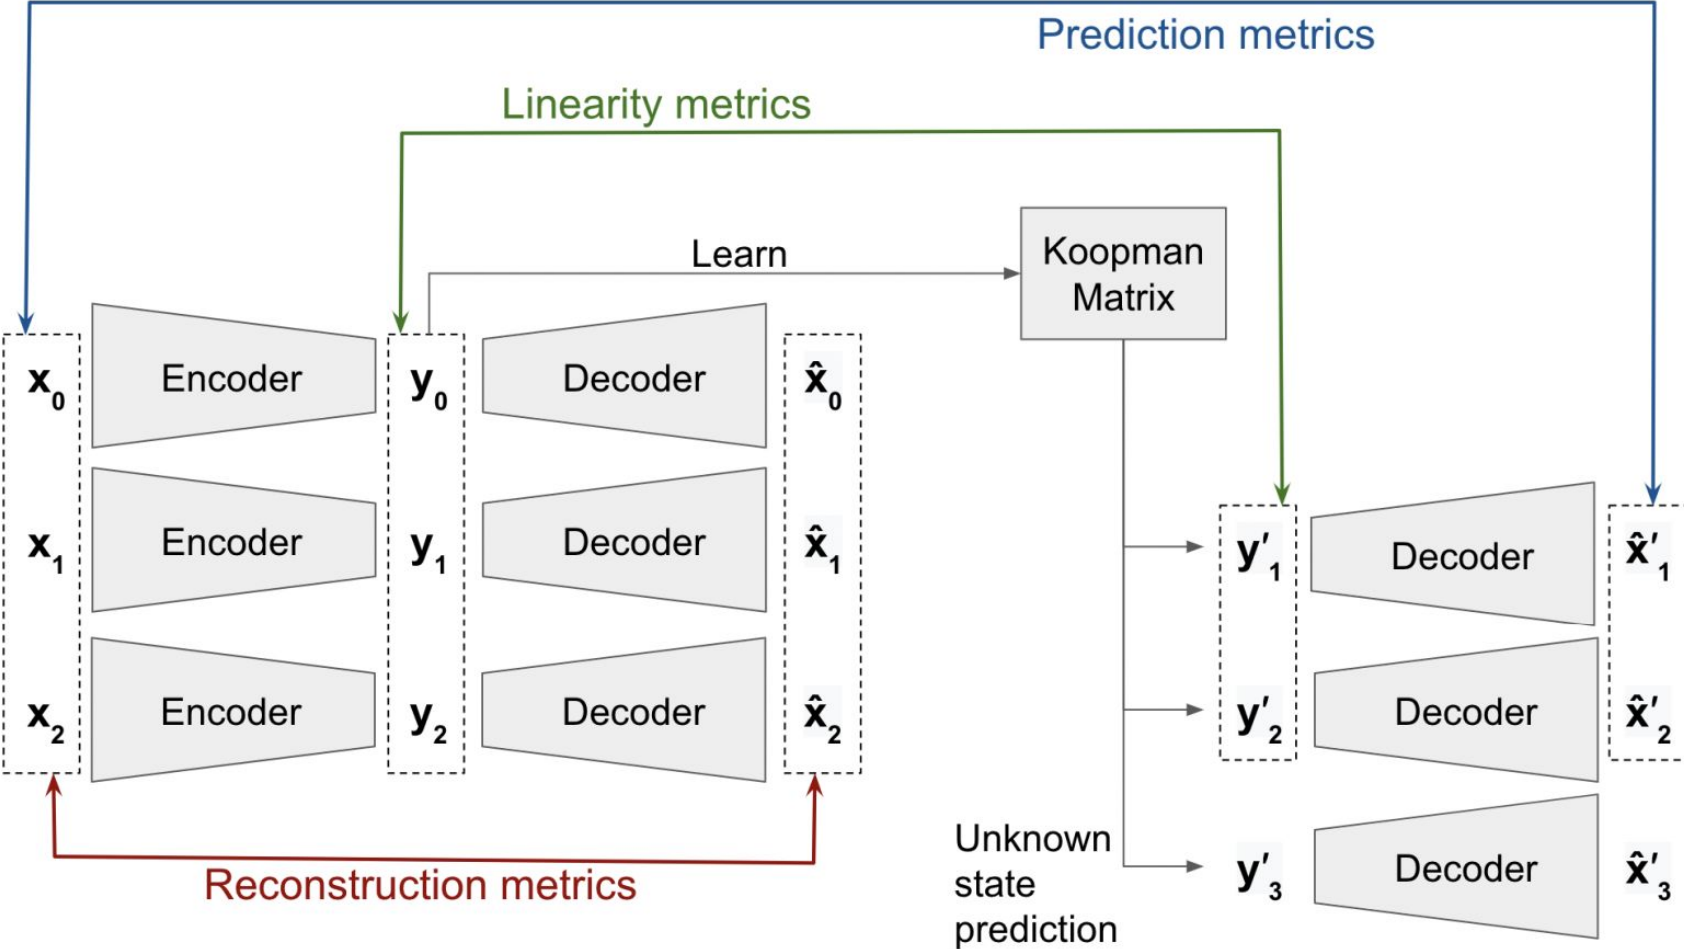 Prediction metrics
Linearity metrics
Learn
Koopman
Matrix
x₀ Encoder y₀ Decoder x̂₀
x₁ Encoder y₁ Decoder x̂₁
y′₁ Decoder x̂′₁
x₂ Encoder y₂ Decoder x̂₂
y′₂ Decoder x̂′₂
Unknown
state
prediction
y′₃ Decoder x̂′₃
Reconstruction metrics